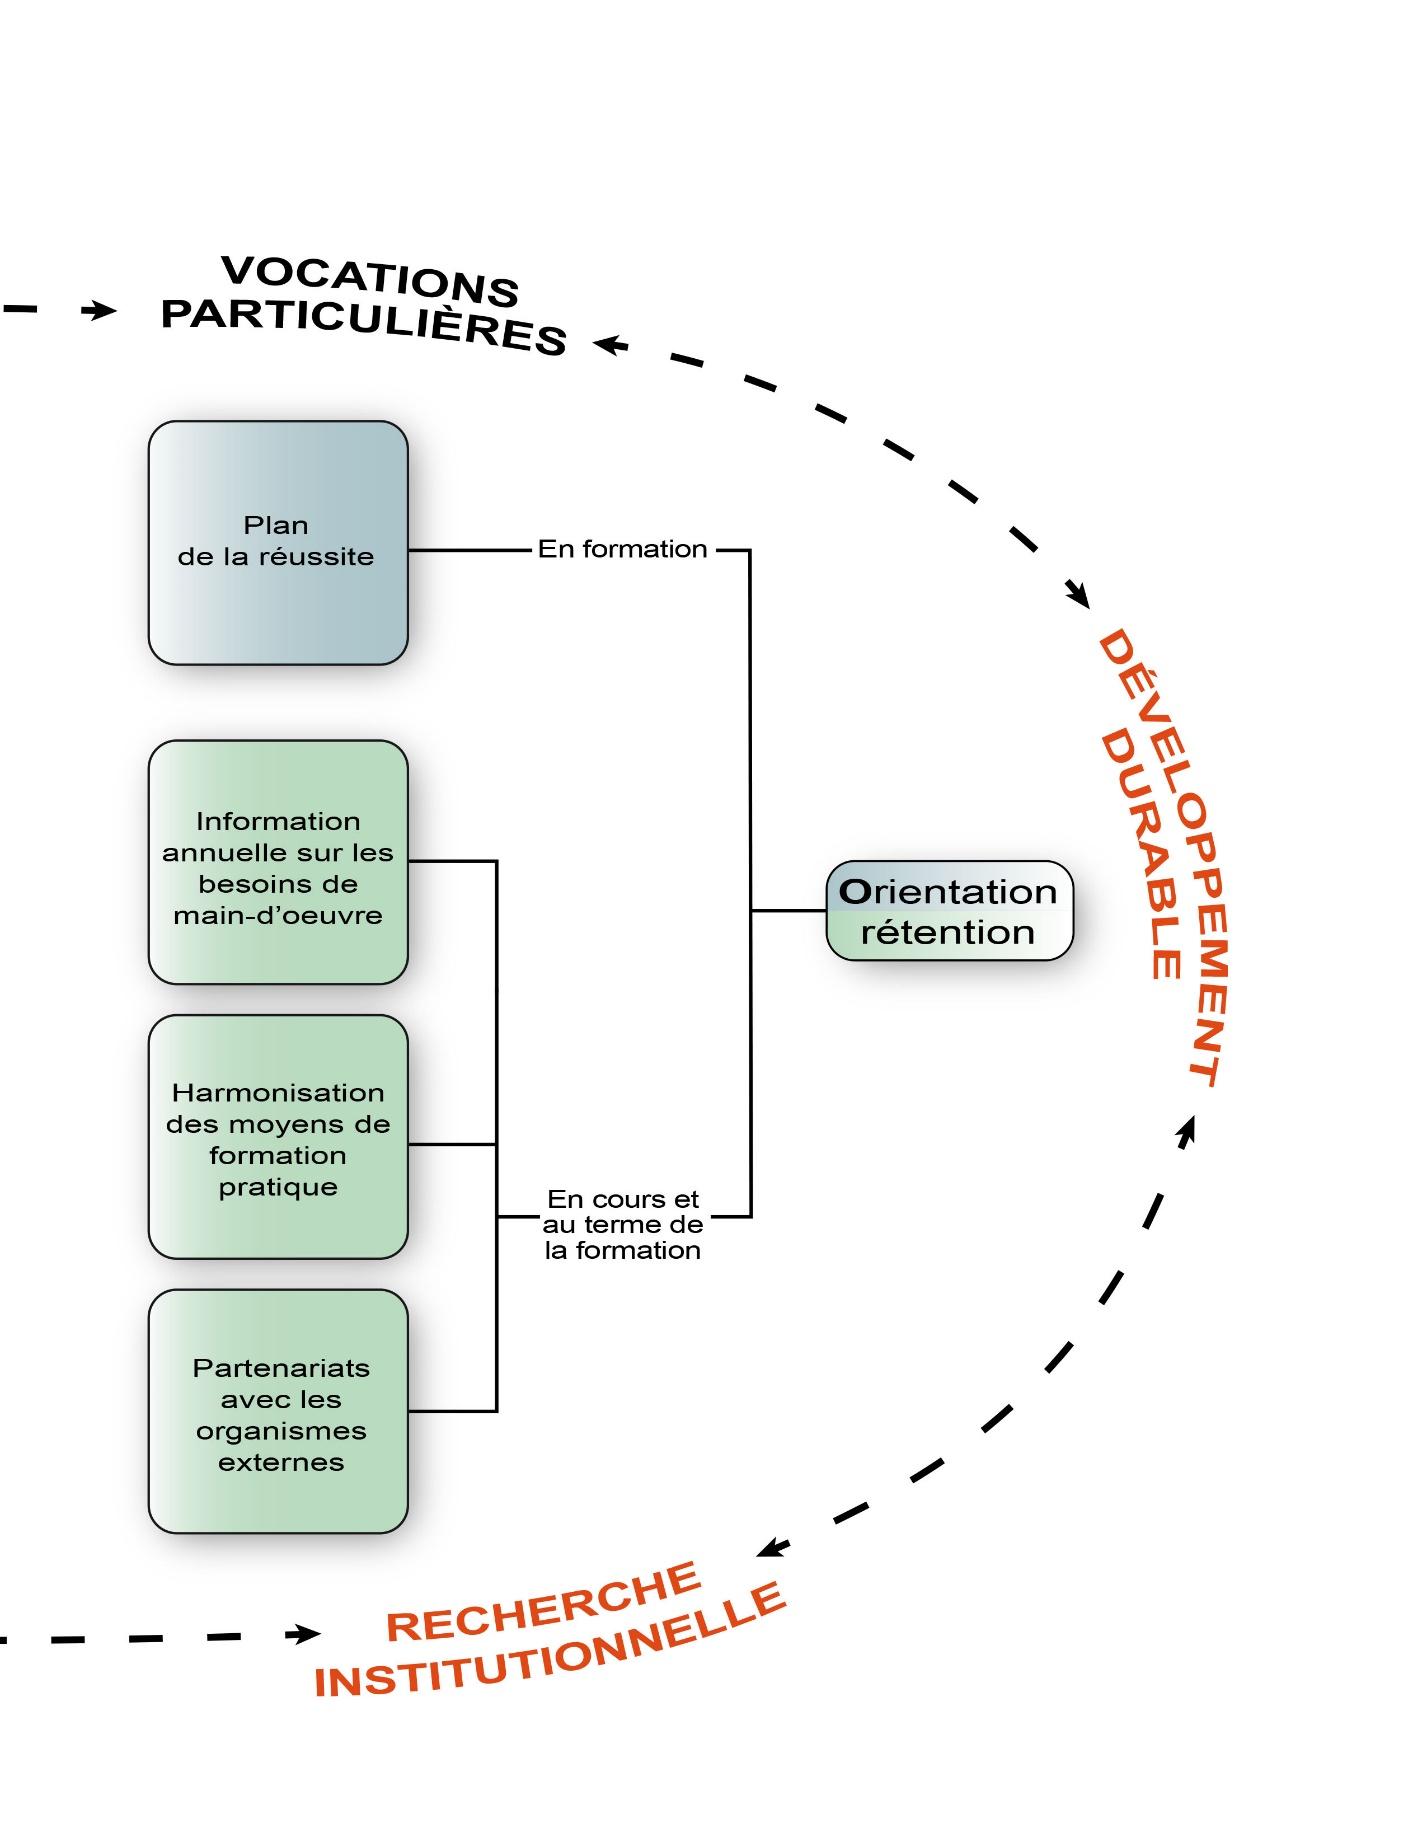 VOCATIONS
PARTICULIÈRES
Plan
de la réussite
En formation
Information
annuelle sur les
besoins de
main-d’oeuvre
Orientation
rétention
DÉVELOPPEMENT
DURABLE
Harmonisation
des moyens de
formation
pratique
En cours et
au terme de
la formation
Partenariats
avec les
organismes
externes
RECHERCHE
INSTITUTIONNELLE